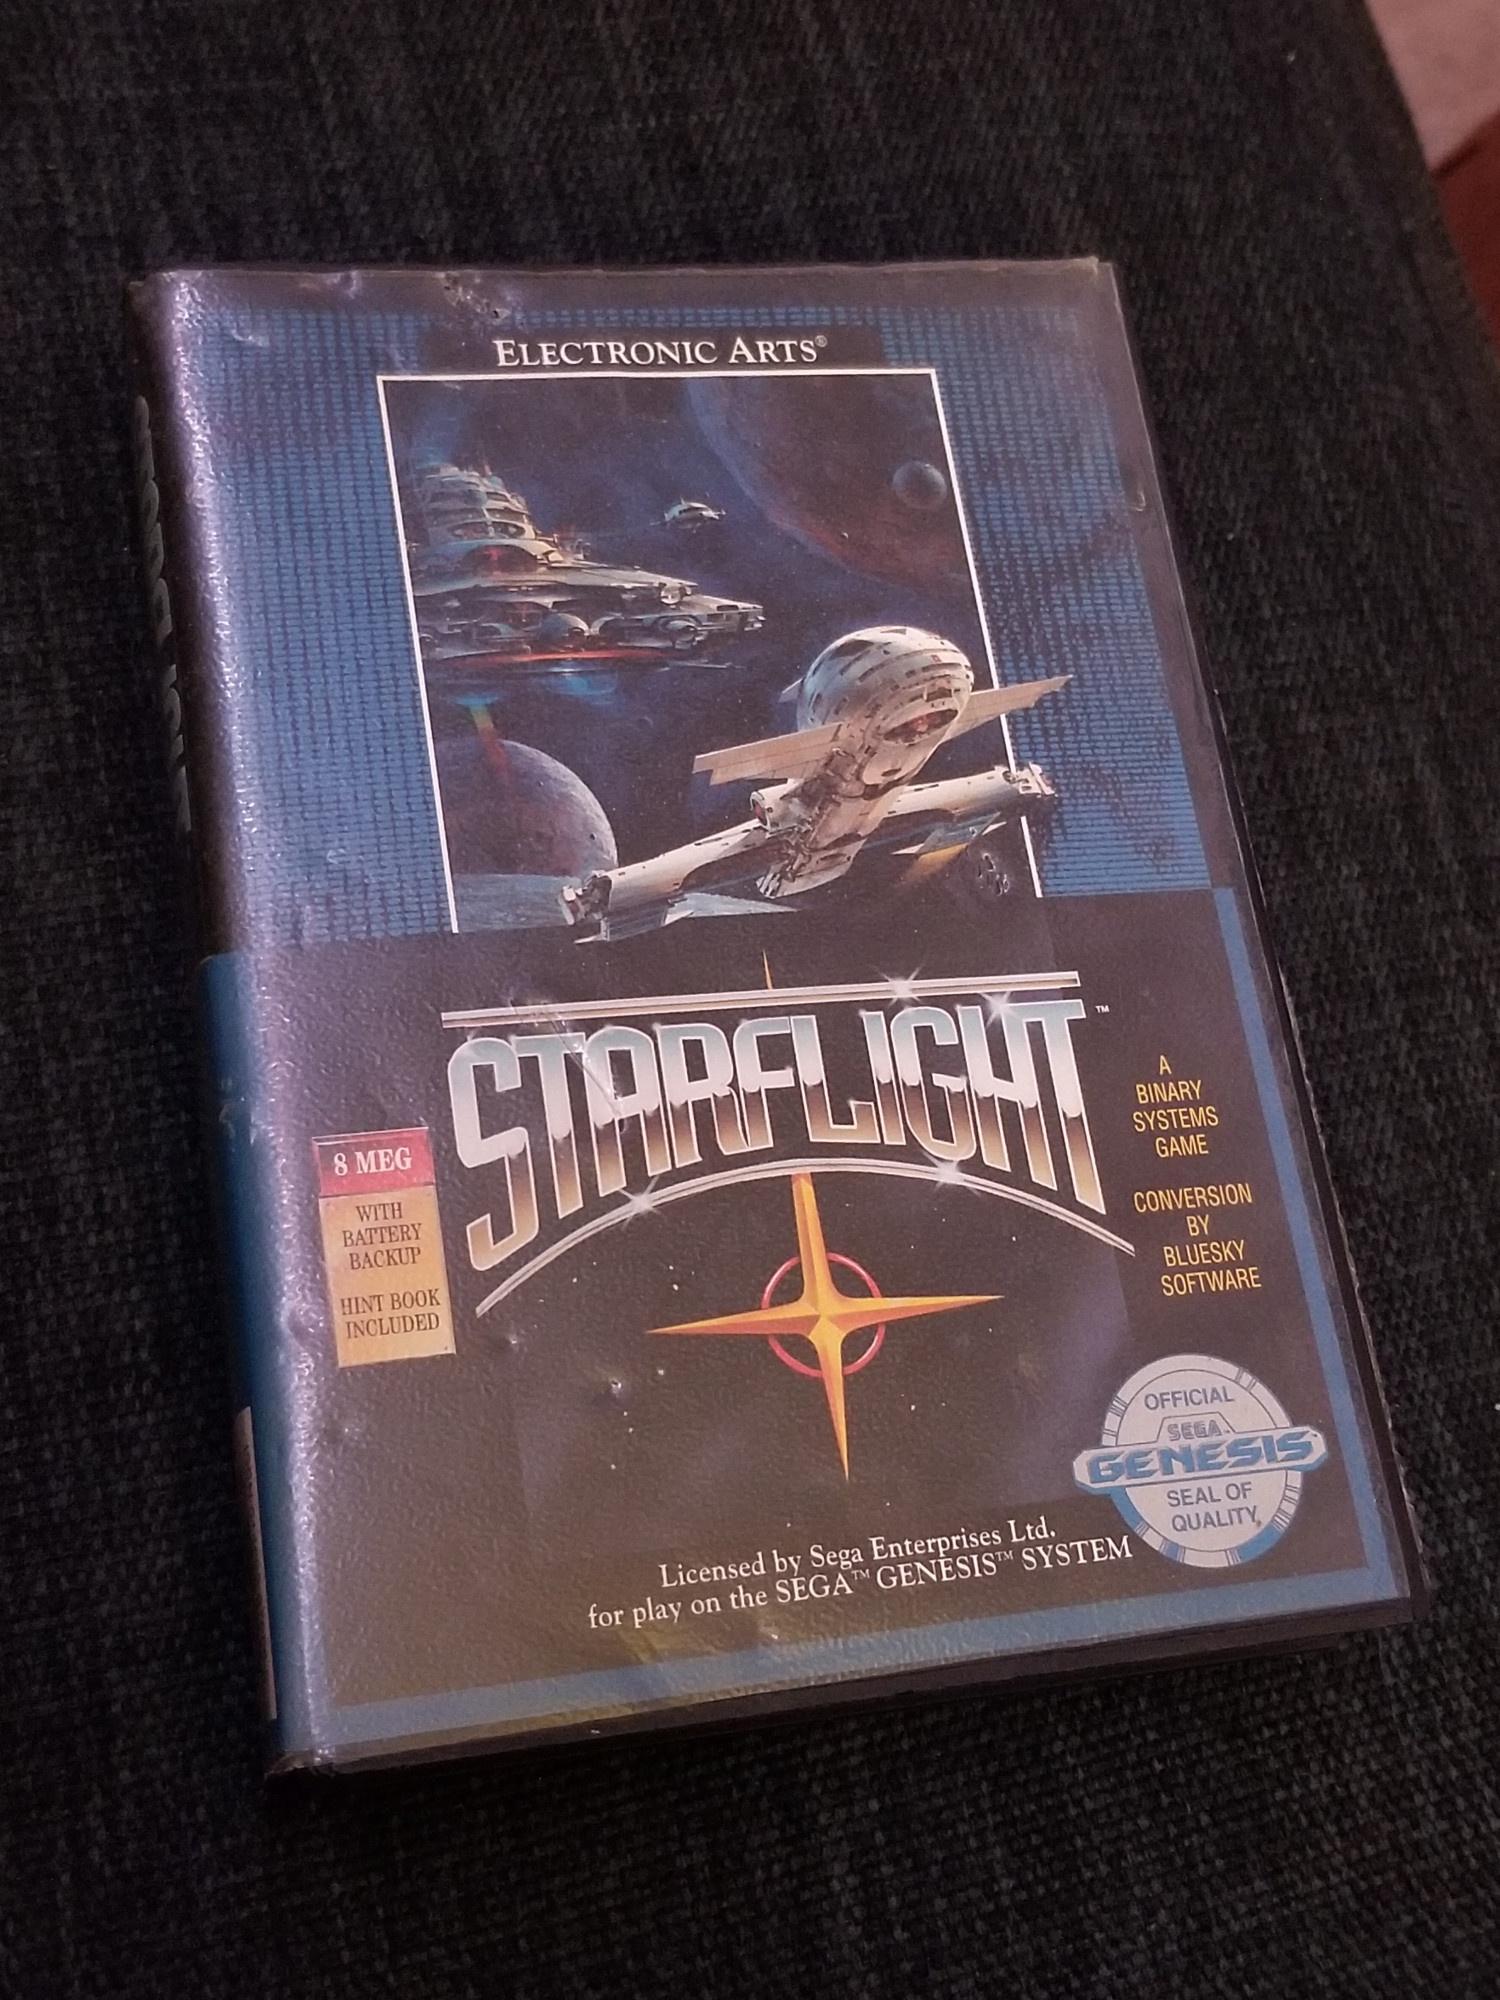 ELECTRONIC ARTS®
STARFLIGHT™
A
BINARY
SYSTEMS
GAME
CONVERSION
BY
BLUESKY
SOFTWARE
8 MEG
WITH
BATTERY
BACKUP
HINT BOOK
INCLUDED
OFFICIAL
SEGA™
GENESIS
SEAL OF
QUALITY
Licensed by Sega Enterprises Ltd.
for play on the SEGA™ GENESIS™ SYSTEM